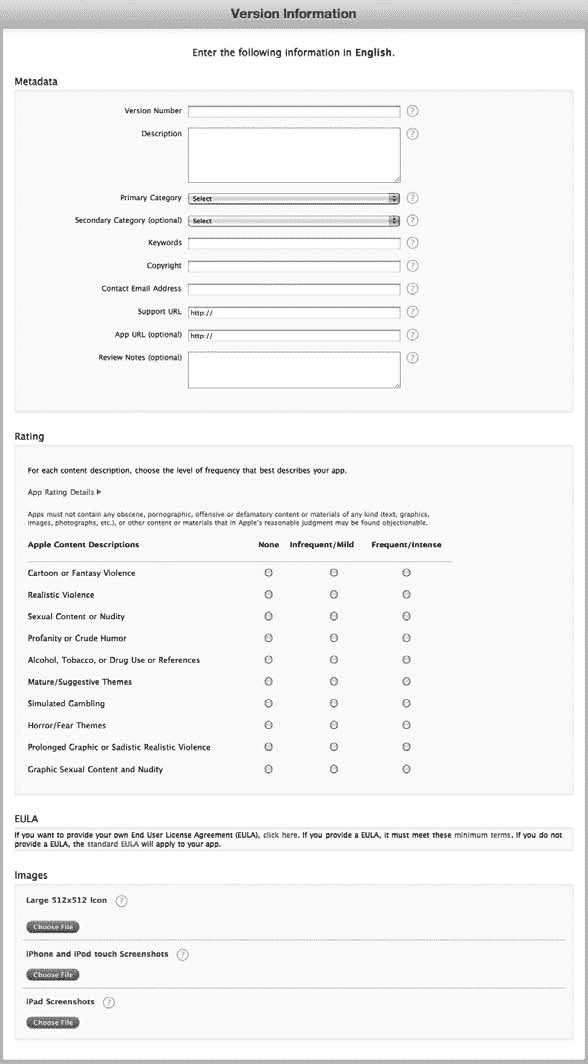 Version Information
Enter the following information in English.
Metadata
Version Number ?
Description ?
Primary Category Select ?
Secondary Category (optional) Select ?
Keywords ?
Copyright ?
Contact Email Address ?
Support URL http:// ?
App URL (optional) http:// ?
Review Notes (optional) ?
Rating
For each content description, choose the level of frequency that best describes your app.
App Rating Details
Apps must not contain any obscene, pornographic, offensive or defamatory content or materials of any kind (text, graphics,
images, photographs, etc.), or other content or materials that in Apple's reasonable judgment may be found objectionable.
Apple Content Descriptions None Infrequent/Mild Frequent/Intense
Cartoon or Fantasy Violence
Realistic Violence
Sexual Content or Nudity
Profanity or Crude Humor
Alcohol, Tobacco, or Drug Use or References
Mature/Suggestive Themes
Simulated Gambling
Horror/Fear Themes
Prolonged Graphic or Sadistic Realistic Violence
Graphic Sexual Content and Nudity
EULA
If you want to provide your own End User License Agreement (EULA), click here. If you provide a EULA, it must meet these minimum terms. If you do not
provide a EULA, the standard EULA will apply to your app.
Images
Large 512x512 Icon ?
Choose File
iPhone and iPod touch Screenshots ?
Choose File
iPad Screenshots ?
Choose File